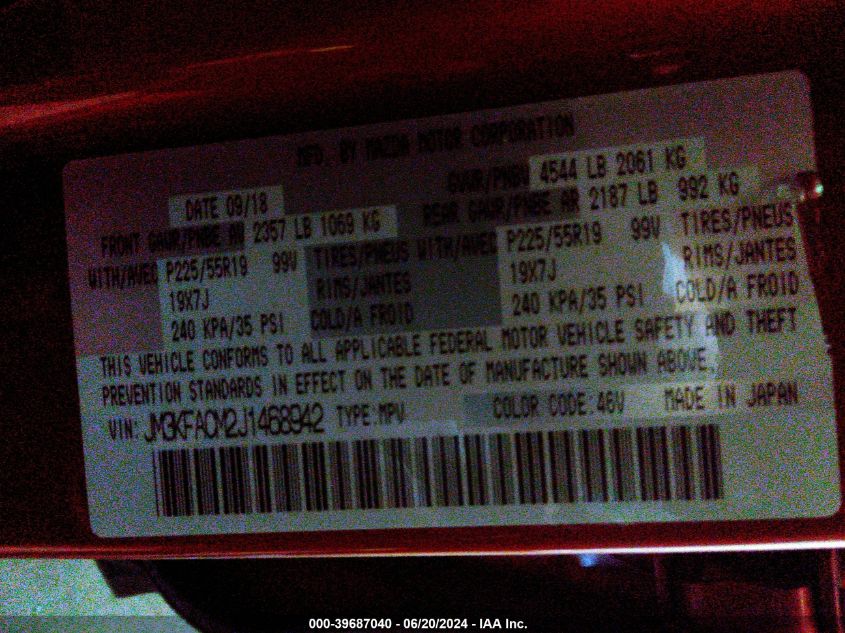 MFD. BY MAZDA MOTOR CORPORATION
DATE 09/18 GVWR/PNBV 4544 LB 2061 KG
FRONT GAWR/PNBE AV 2357 LB 1069 KG REAR GAWR/PNBE AR 2187 LB 992 KG
WITH/AVEC P225/55R19 99V TIRES/PNEUS WITH/AVEC P225/55R19 99V TIRES/PNEUS
19X7J RIMS/JANTES 19X7J RIMS/JANTES
240 KPA/35 PSI COLD/A FROID 240 KPA/35 PSI COLD/A FROID
THIS VEHICLE CONFORMS TO ALL APPLICABLE FEDERAL MOTOR VEHICLE SAFETY AND THEFT
PREVENTION STANDARDS IN EFFECT ON THE DATE OF MANUFACTURE SHOWN ABOVE.
VIN: JM3KFADM2J1468942 TYPE:MPV COLOR CODE:46V MADE IN JAPAN
000-39687040 - 06/20/2024 - IAA Inc.